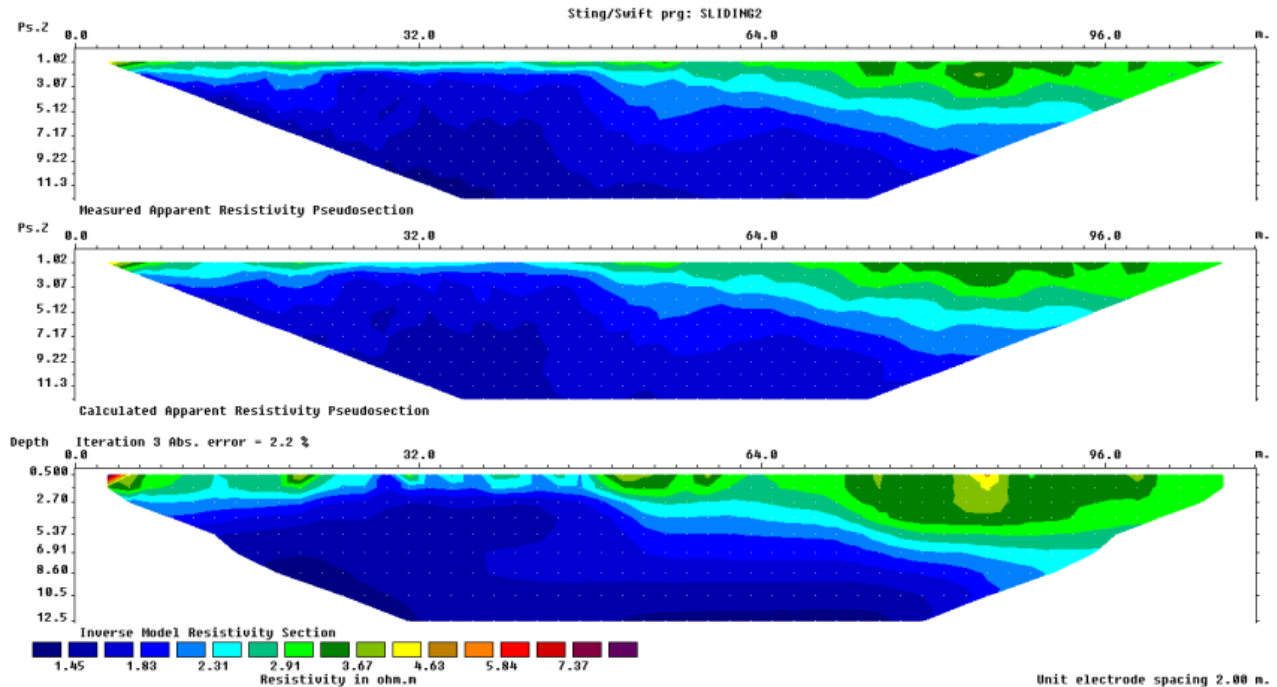 Sting/Swift prg: SLIDING2
Ps.Z 0.0 32.0 64.0 96.0 m.
1.02
3.07
5.12
7.17
9.22
11.3
Measured Apparent Resistivity Pseudosection
Ps.Z 0.0 32.0 64.0 96.0 m.
1.02
3.07
5.12
7.17
9.22
11.3
Calculated Apparent Resistivity Pseudosection
Depth Iteration 3 Abs. error = 2.2 %
0.0 32.0 64.0 96.0 m.
0.500
2.70
5.37
6.91
8.60
10.5
12.5
Inverse Model Resistivity Section
1.45 1.83 2.31 2.91 3.67 4.63 5.84 7.37
Resistivity in ohm.m Unit electrode spacing 2.00 m.